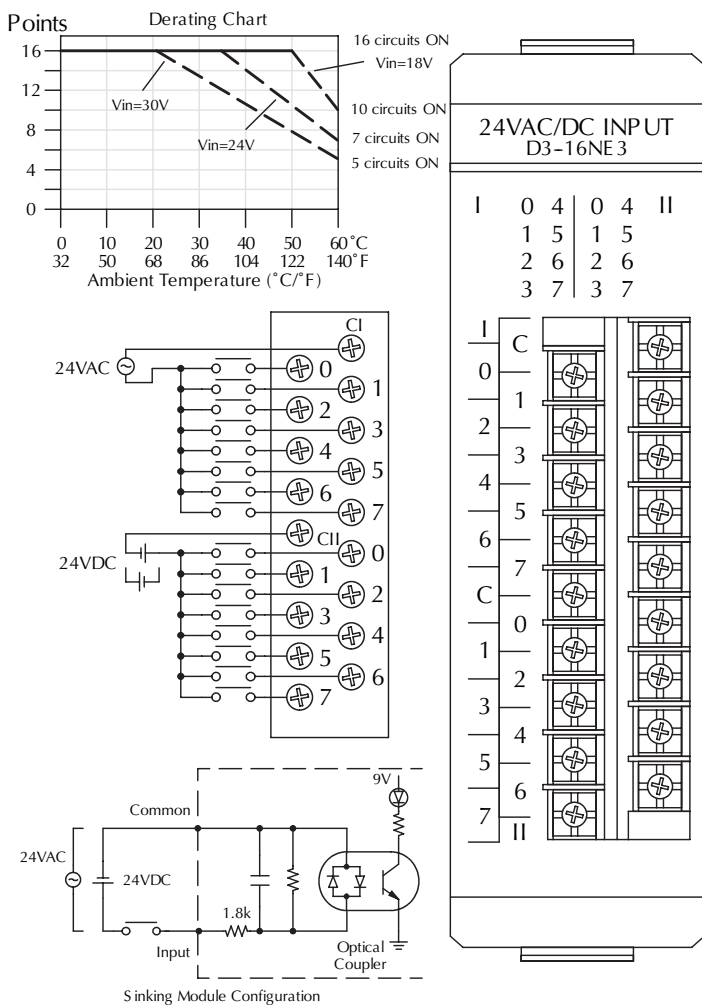 Points
Derating Chart
16
12
8
4
0
Vin=30V
Vin=24V
16 circuits ON
Vin=18V
10 circuits ON
7 circuits ON
5 circuits ON
0 10 20 30 40 50 60˚C
32 50 68 86 104 122 140˚F
Ambient Temperature (˚C/˚F)
24VAC
CI
0
1
2
3
4
5
6
7
24VDC
CII
0
1
2
3
4
5
6
7
9V
Common
24VAC
24VDC
1.8k
Input
Optical
Coupler
Sinking Module Configuration
24VAC/DC INPUT
D3-16NE3
I 0 4 0 4 II
1 5 1 5
2 6 2 6
3 7 3 7
I
C
0
1
2
3
4
5
6
7
C
0
1
2
3
4
5
6
7
II